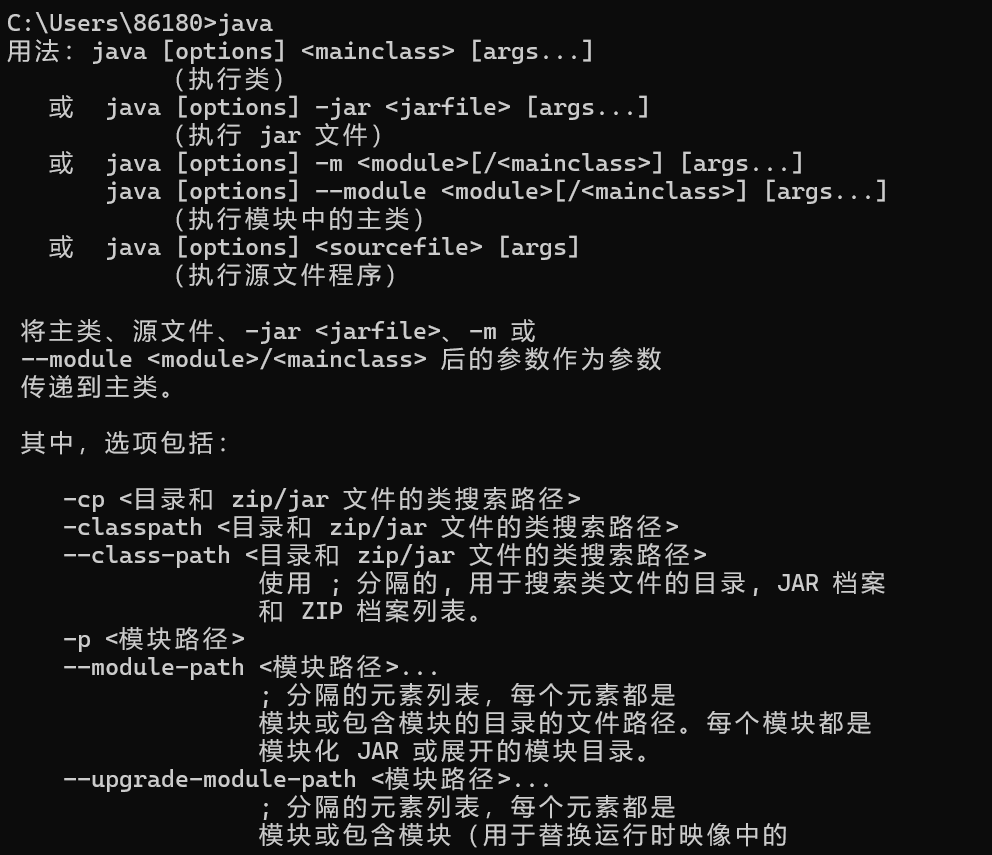 C:\Users\86180>java
用法：java [options] <mainclass> [args...]
（执行类）
或 java [options] -jar <jarfile> [args...]
（执行 jar 文件）
或 java [options] -m <module>[/<mainclass>] [args...]
java [options] --module <module>[/<mainclass>] [args...]
（执行模块中的主类）
或 java [options] <sourcefile> [args]
（执行源文件程序）
将主类、源文件、-jar <jarfile>、-m 或
--module <module>/<mainclass> 后的参数作为参数
传递到主类。
其中，选项包括：
-cp <目录和 zip/jar 文件的类搜索路径>
-classpath <目录和 zip/jar 文件的类搜索路径>
--class-path <目录和 zip/jar 文件的类搜索路径>
使用 ; 分隔的, 用于搜索类文件的目录, JAR 档案
和 ZIP 档案列表。
-p <模块路径>
--module-path <模块路径>...
; 分隔的元素列表，每个元素都是
模块或包含模块的目录的文件路径。每个模块都是
模块化 JAR 或展开的模块目录。
--upgrade-module-path <模块路径>...
; 分隔的元素列表，每个元素都是
模块或包含模块（用于替换运行时映像中的